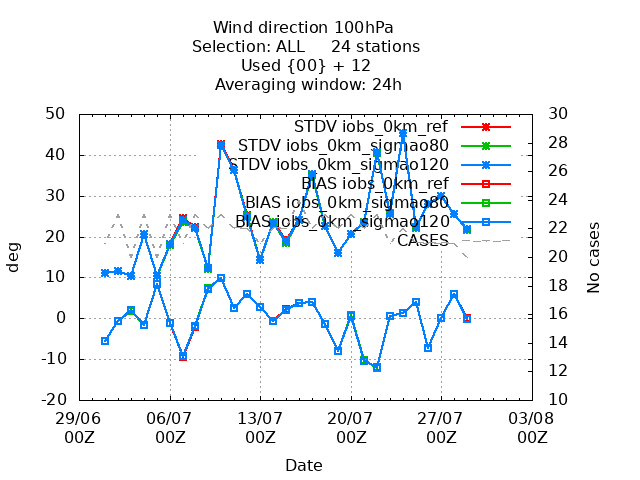 Wind direction 100hPa
Selection: ALL 24 stations
Used {00} + 12
Averaging window: 24h
50
40
30
20
10
0
-10
-20
deg
30
28
26
24
22
20
18
16
14
12
10
No cases
STDV iobs_0km_ref
STDV iobs_0km_sigmao80
STDV iobs_0km_sigmao120
BIAS iobs_0km_ref
BIAS iobs_0km_sigmao80
BIAS iobs_0km_sigmao120
CASES
29/06 06/07 13/07 20/07 27/07 03/08
00Z 00Z 00Z 00Z 00Z 00Z
Date